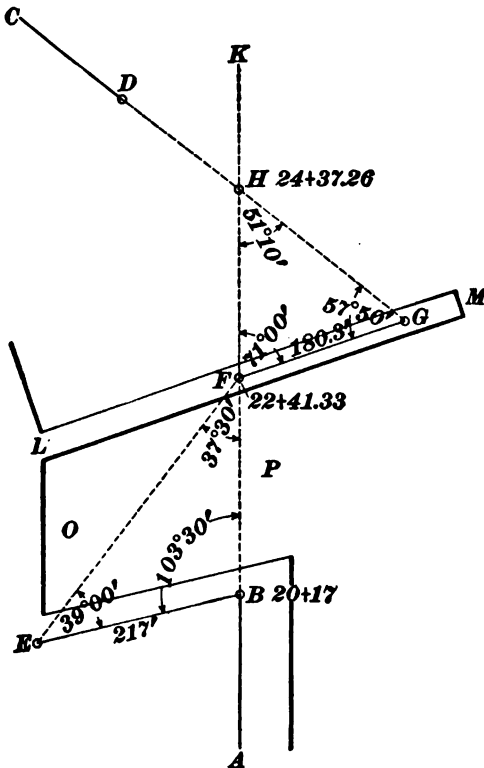 C
K
D
H 24+37.26
51°10'
M
57°50'
G
71°00'
180.3'
F
22+41.33
L
37°30'
P
O
103°30'
39°00'
B 20+17
E
217'
A